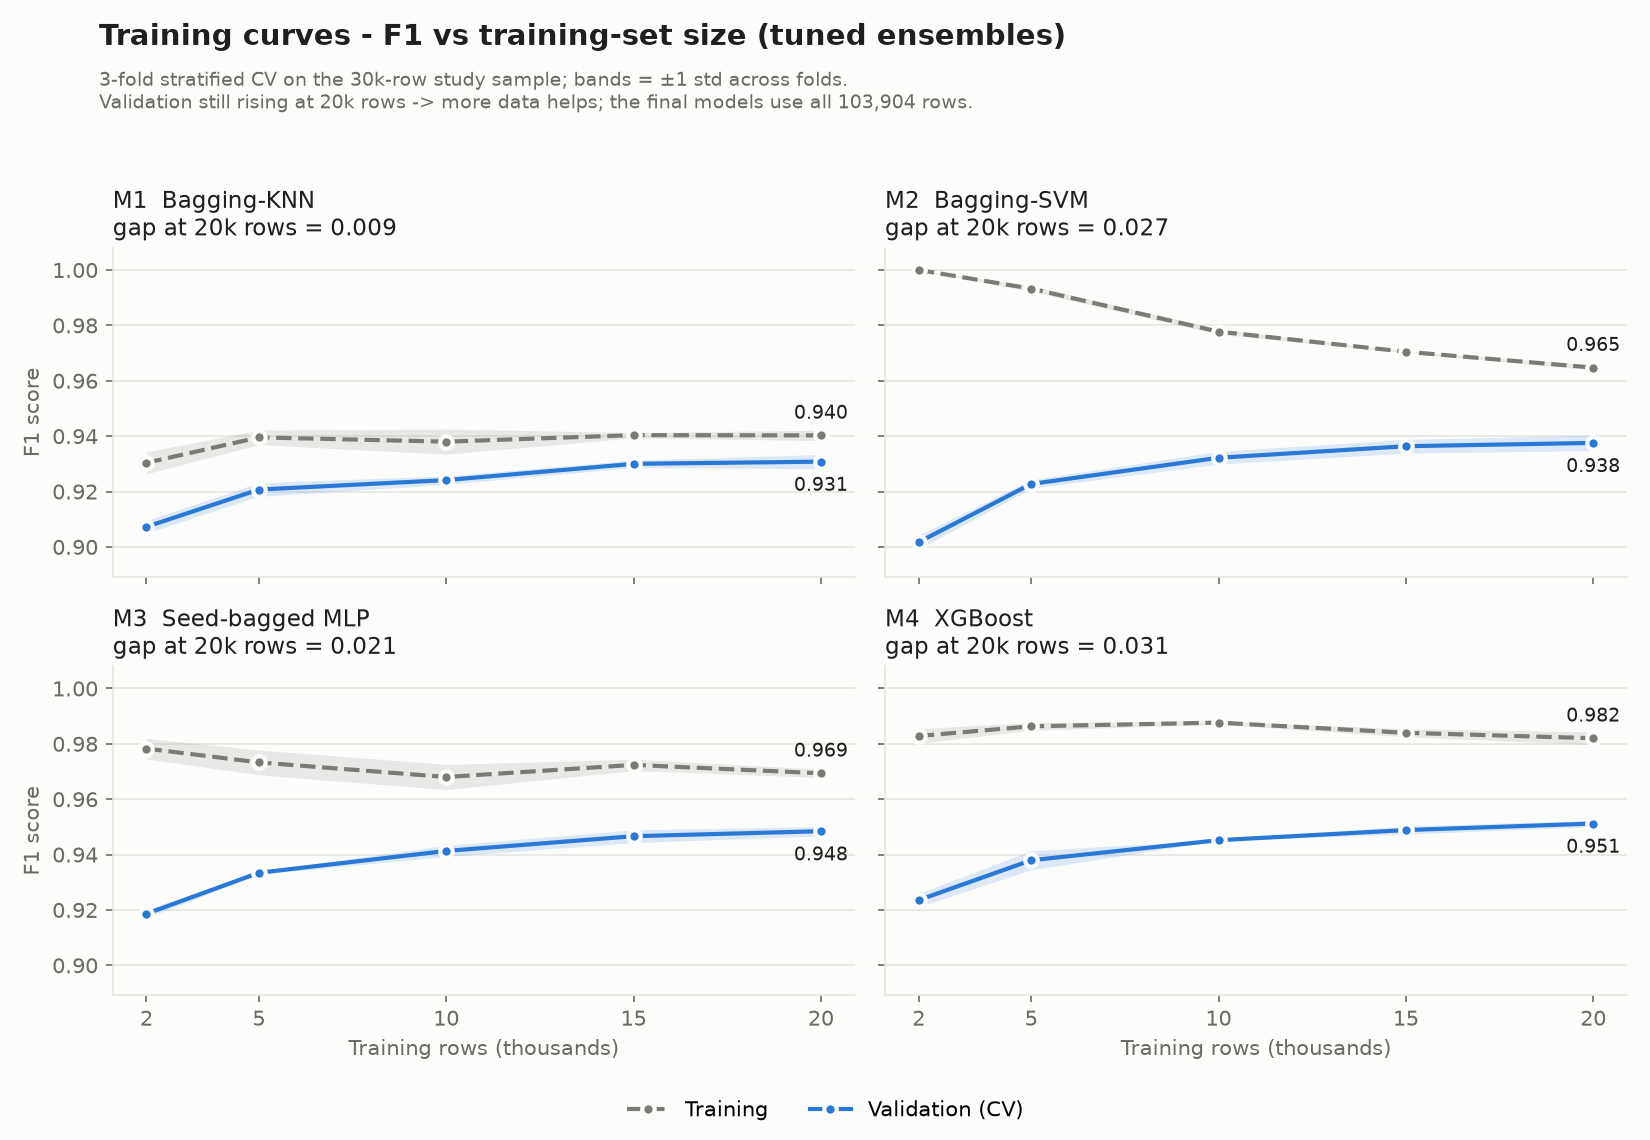 Training curves - F1 vs training-set size (tuned ensembles)
3-fold stratified CV on the 30k-row study sample; bands = ±1 std across folds.
Validation still rising at 20k rows -> more data helps; the final models use all 103,904 rows.
M1  Bagging-KNN
gap at 20k rows = 0.009
M2  Bagging-SVM
gap at 20k rows = 0.027
F1 score
1.00
0.98
0.96
0.94
0.92
0.90
0.940
0.931
0.965
0.938
M3  Seed-bagged MLP
gap at 20k rows = 0.021
M4  XGBoost
gap at 20k rows = 0.031
F1 score
1.00
0.98
0.96
0.94
0.92
0.90
0.969
0.948
0.982
0.951
2 5 10 15 20
2 5 10 15 20
Training rows (thousands)
Training rows (thousands)
Training
Validation (CV)